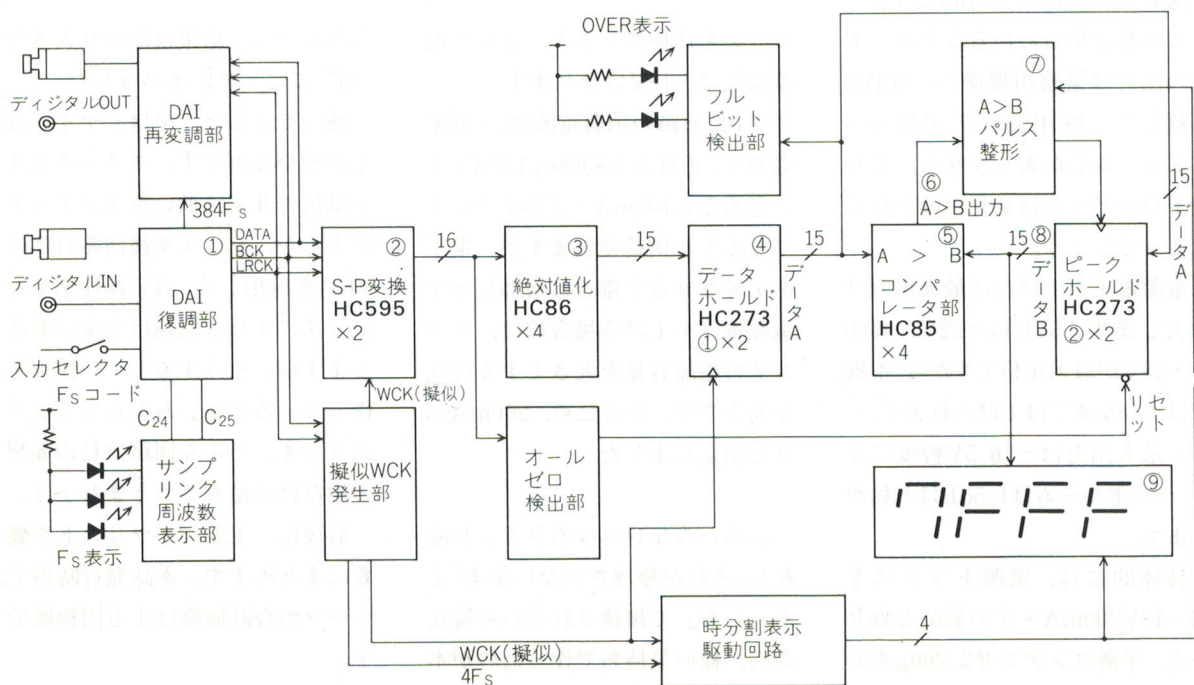 OVER表示
ディジタルOUT
DAI
再変調部
フル
ビット
検出部
⑦
A>B
パルス
整形
384FS
15
データA
⑥
A>B出力
①
DATA
BCK
LRCK
ディジタルIN
DAI
復調部
②
S-P変換
HC595
×2
16
③
絶対値化
HC86
×4
15
④
データ
ホールド
HC273
①×2
15
データA
⑤
A > B
コンパ
レータ部
HC85
×4
15
⑧
データB
ピーク
ホールド
HC273
②×2
入力セレクタ
FSコード
C24
C25
WCK(擬似)
リセット
サンプ
リング
周波数
表示部
FS表示
擬似WCK
発生部
オール
ゼロ
検出部
⑨
7FFF
時分割表示
駆動回路
4
WCK(擬似)
4FS